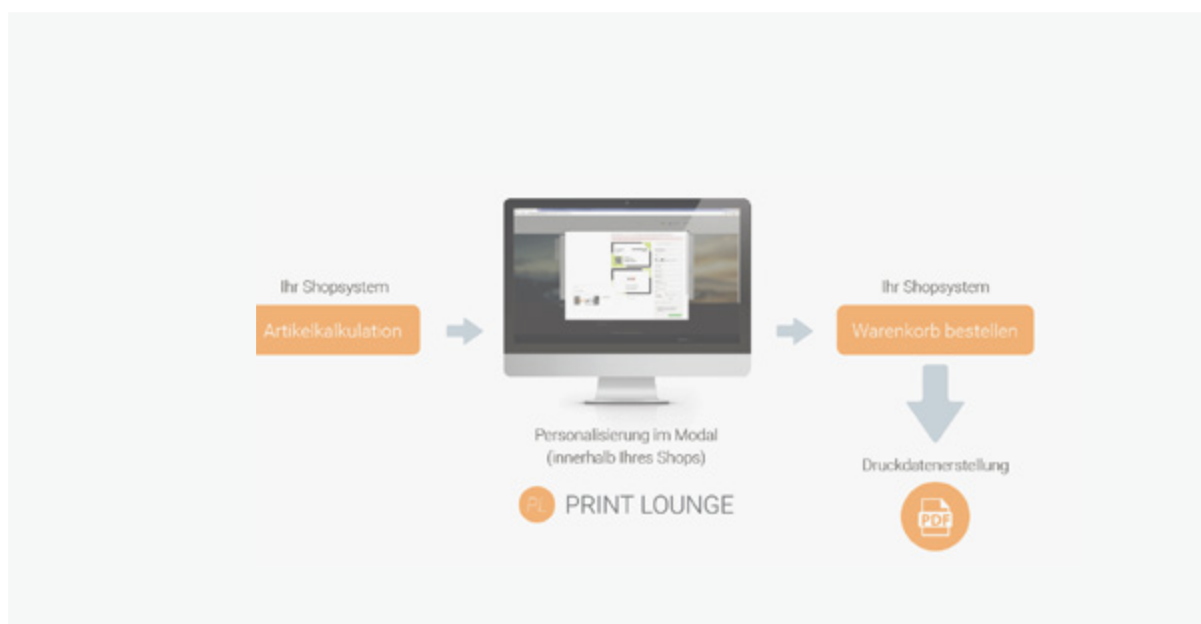 Ihr Shopsystem
Artikelkalkulation
Personalisierung im Modal
(innerhalb Ihres Shops)
PL PRINT LOUNGE
Ihr Shopsystem
Warenkorb bestellen
Druckdatenerstellung
PDF